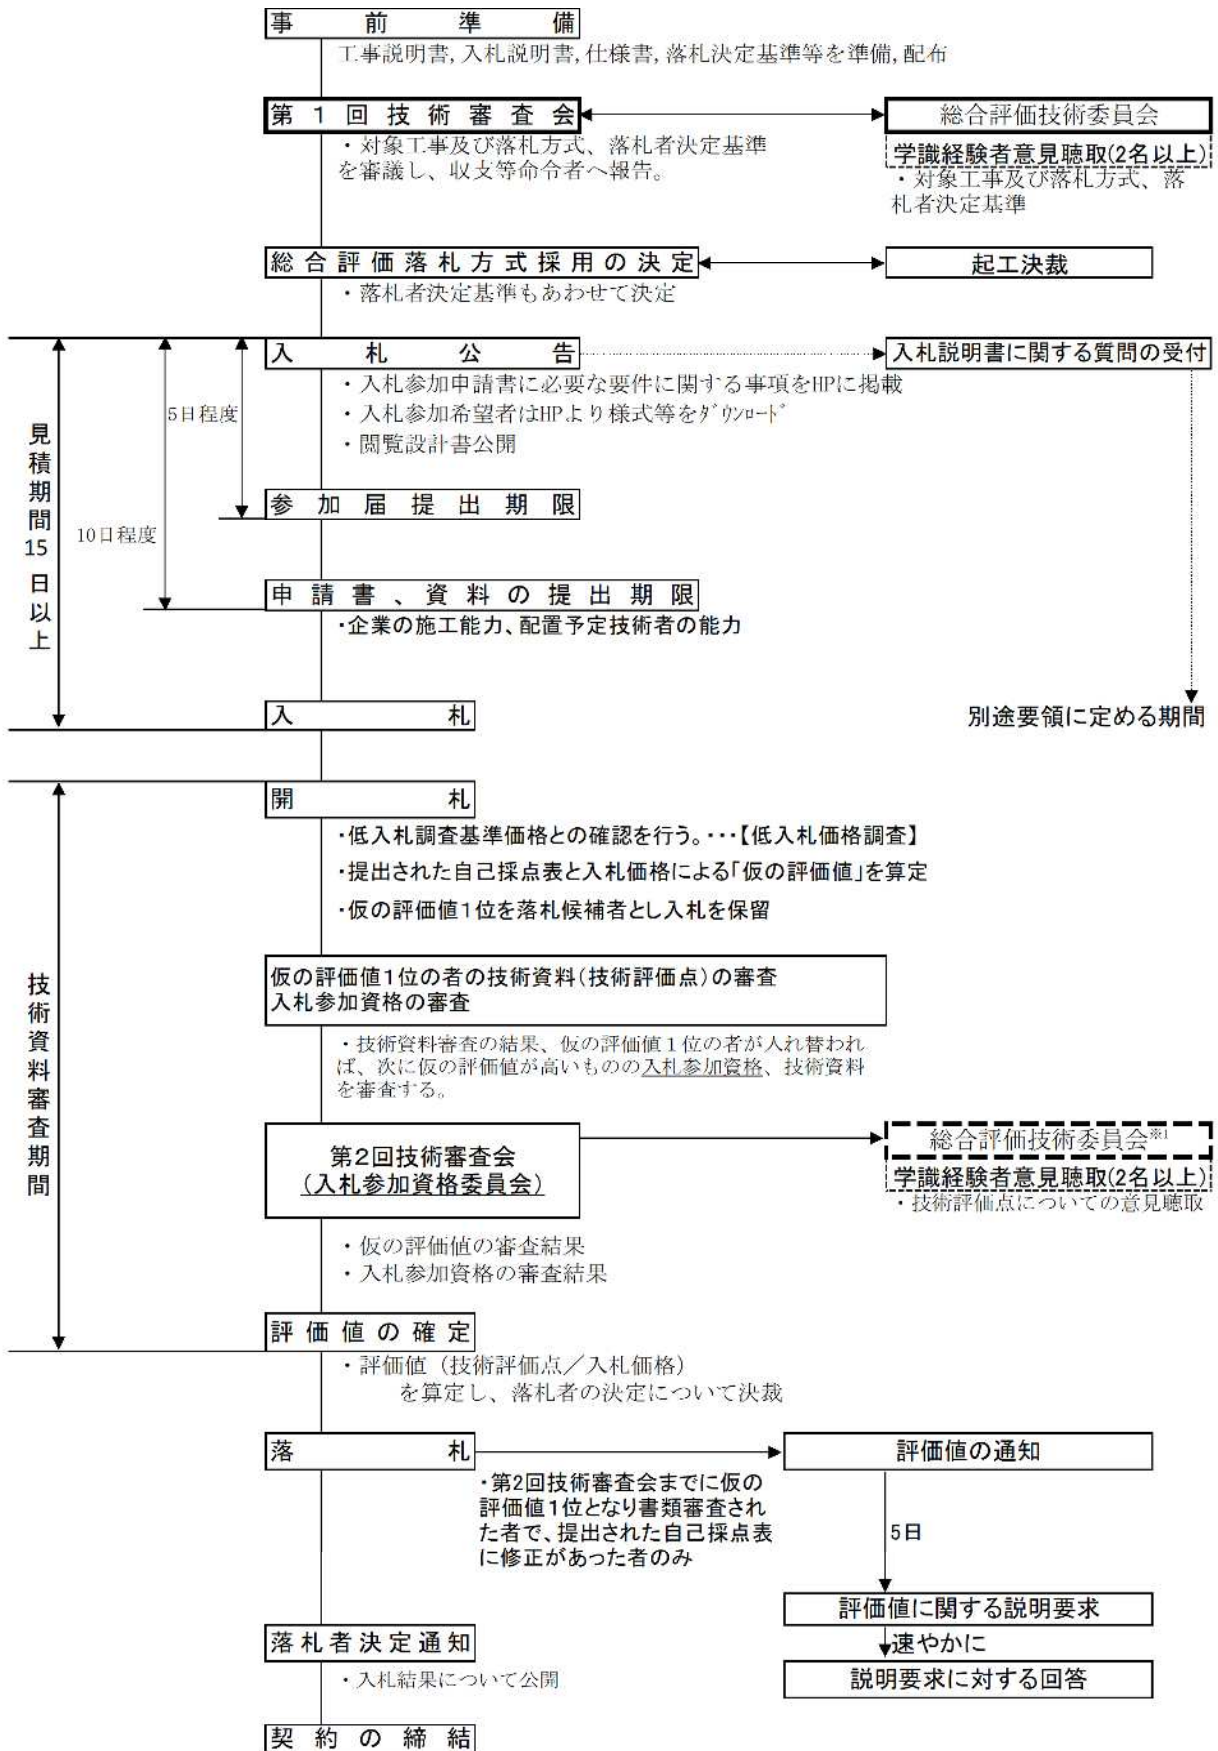 事前準備
工事説明書,入札説明書,仕様書,落札決定基準等を準備,配布
第1回技術審査会
総合評価技術委員会
・対象工事及び落札方式、落札者決定基準
を審議し、収支等命令者へ報告。
学識経験者意見聴取(2名以上)
・対象工事及び落札方式、落
札者決定基準
総合評価落札方式採用の決定
起工決裁
・落札者決定基準もあわせて決定
入札公告
入札説明書に関する質問の受付
・入札参加申請書に必要な要件に関する事項をHPに掲載
・入札参加希望者はHPより様式等をダウンロード
・閲覧設計書公開
5日程度
見積期間15日以上
参加届提出期限
10日程度
申請書、資料の提出期限
・企業の施工能力、配置予定技術者の能力
入札
別途要領に定める期間
開札
・低入札調査基準価格との確認を行う。・・・【低入札価格調査】
・提出された自己採点表と入札価格による「仮の評価値」を算定
・仮の評価値1位を落札候補者とし入札を保留
技術資料審査期間
仮の評価値1位の者の技術資料(技術評価点)の審査
入札参加資格の審査
・技術資料審査の結果、仮の評価値1位の者が入れ替われ
ば、次に仮の評価値が高いものの入札参加資格、技術資料
を審査する。
第2回技術審査会
(入札参加資格委員会)
総合評価技術委員会※1
学識経験者意見聴取(2名以上)
・技術評価点についての意見聴取
・仮の評価値の審査結果
・入札参加資格の審査結果
評価値の確定
・評価値（技術評価点／入札価格）
を算定し、落札者の決定について決裁
落札
評価値の通知
・第2回技術審査会までに仮の
評価値1位となり書類審査され
た者で、提出された自己採点表
に修正があった者のみ
5日
評価値に関する説明要求
落札者決定通知
速やかに
・入札結果について公開
説明要求に対する回答
契約の締結